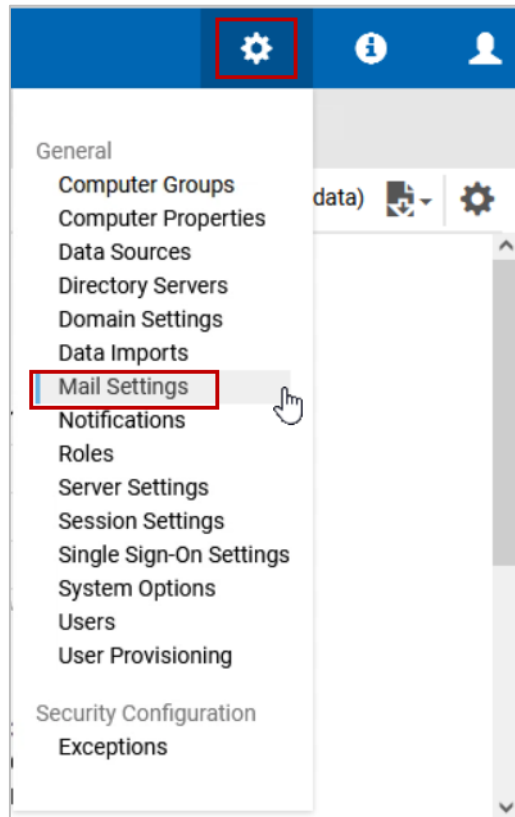 General
Computer Groups
data)
Computer Properties
Data Sources
Directory Servers
Domain Settings
Data Imports
Mail Settings
Notifications
Roles
Server Settings
Session Settings
Single Sign-On Settings
System Options
Users
User Provisioning
Security Configuration
Exceptions